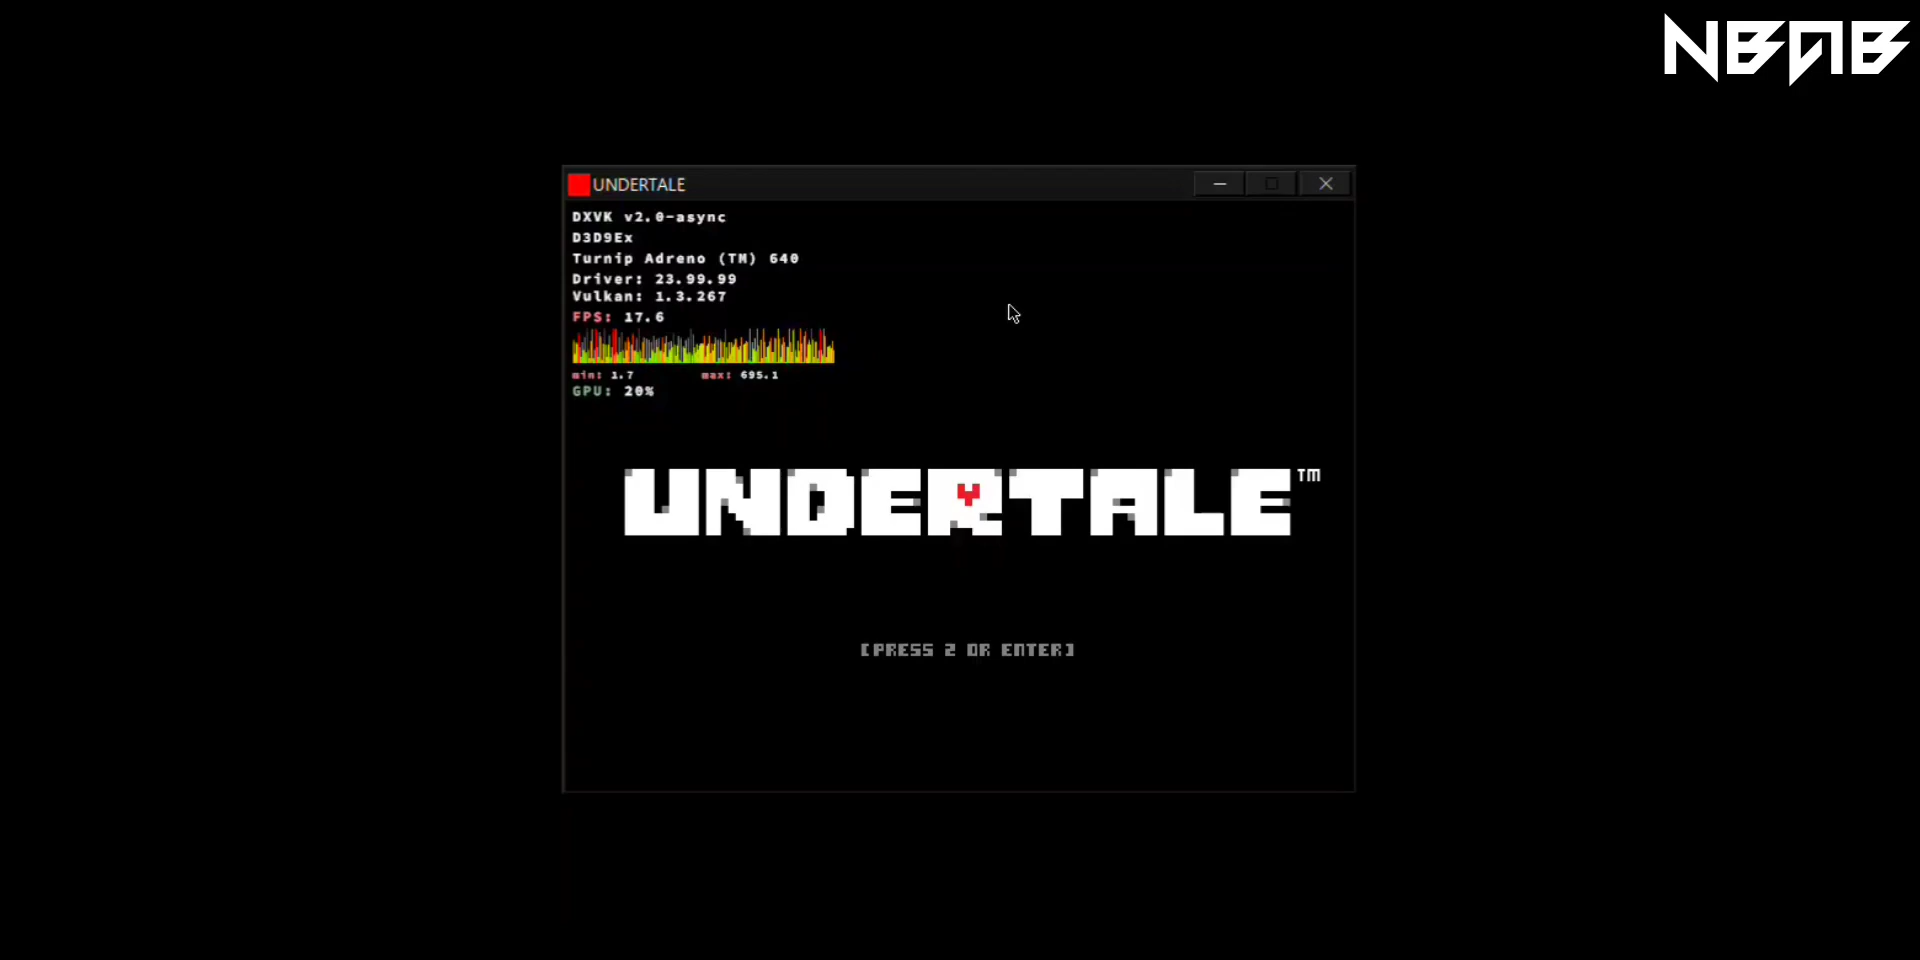 NBAB
UNDERTALE
DXVK v2.0-async
D3D9Ex
Turnip Adreno (TM) 640
Driver: 23.99.99
Vulkan: 1.3.267
FPS: 17.6
min: 1.7 max: 695.1
GPU: 20%
UNDERTALE™
[PRESS Z OR ENTER]